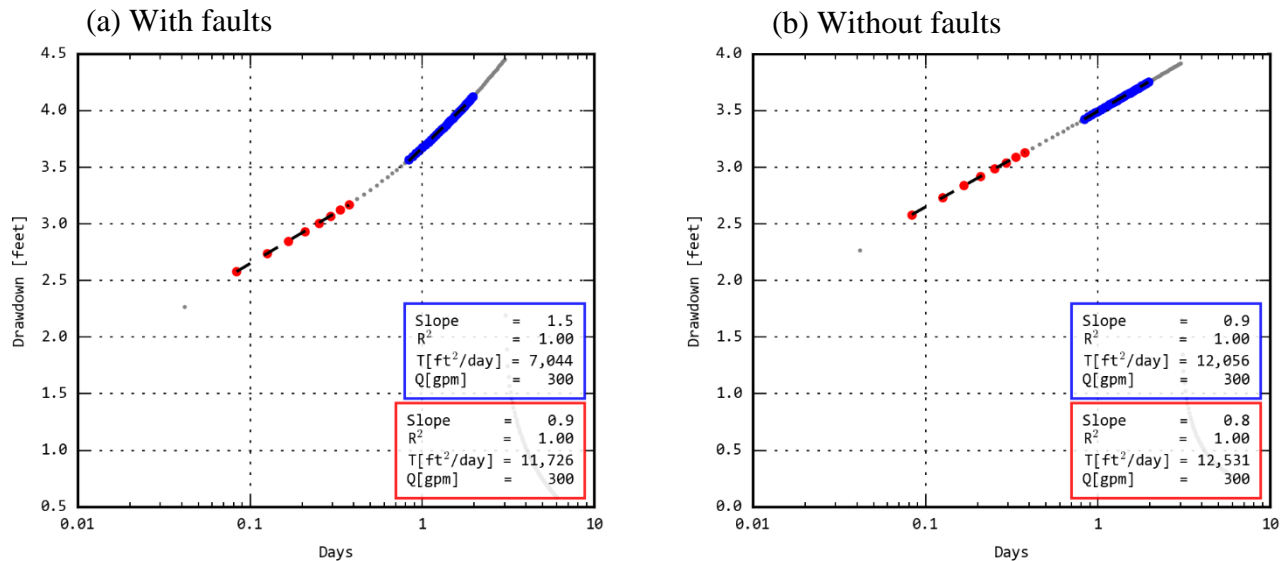 (a) With faults
4.5
4.0
3.5
3.0
2.5
2.0
1.5
1.0
0.5
Drawdown [feet]
0.01
0.1
1
10
Days
Slope = 1.5
R² = 1.00
T[ft²/day] = 7,044
Q[gpm] = 300
Slope = 0.9
R² = 1.00
T[ft²/day] = 11,726
Q[gpm] = 300
(b) Without faults
4.0
3.5
3.0
2.5
2.0
1.5
1.0
0.5
0.0
Drawdown [feet]
0.01
0.1
1
10
Days
Slope = 0.9
R² = 1.00
T[ft²/day] = 12,056
Q[gpm] = 300
Slope = 0.8
R² = 1.00
T[ft²/day] = 12,531
Q[gpm] = 300